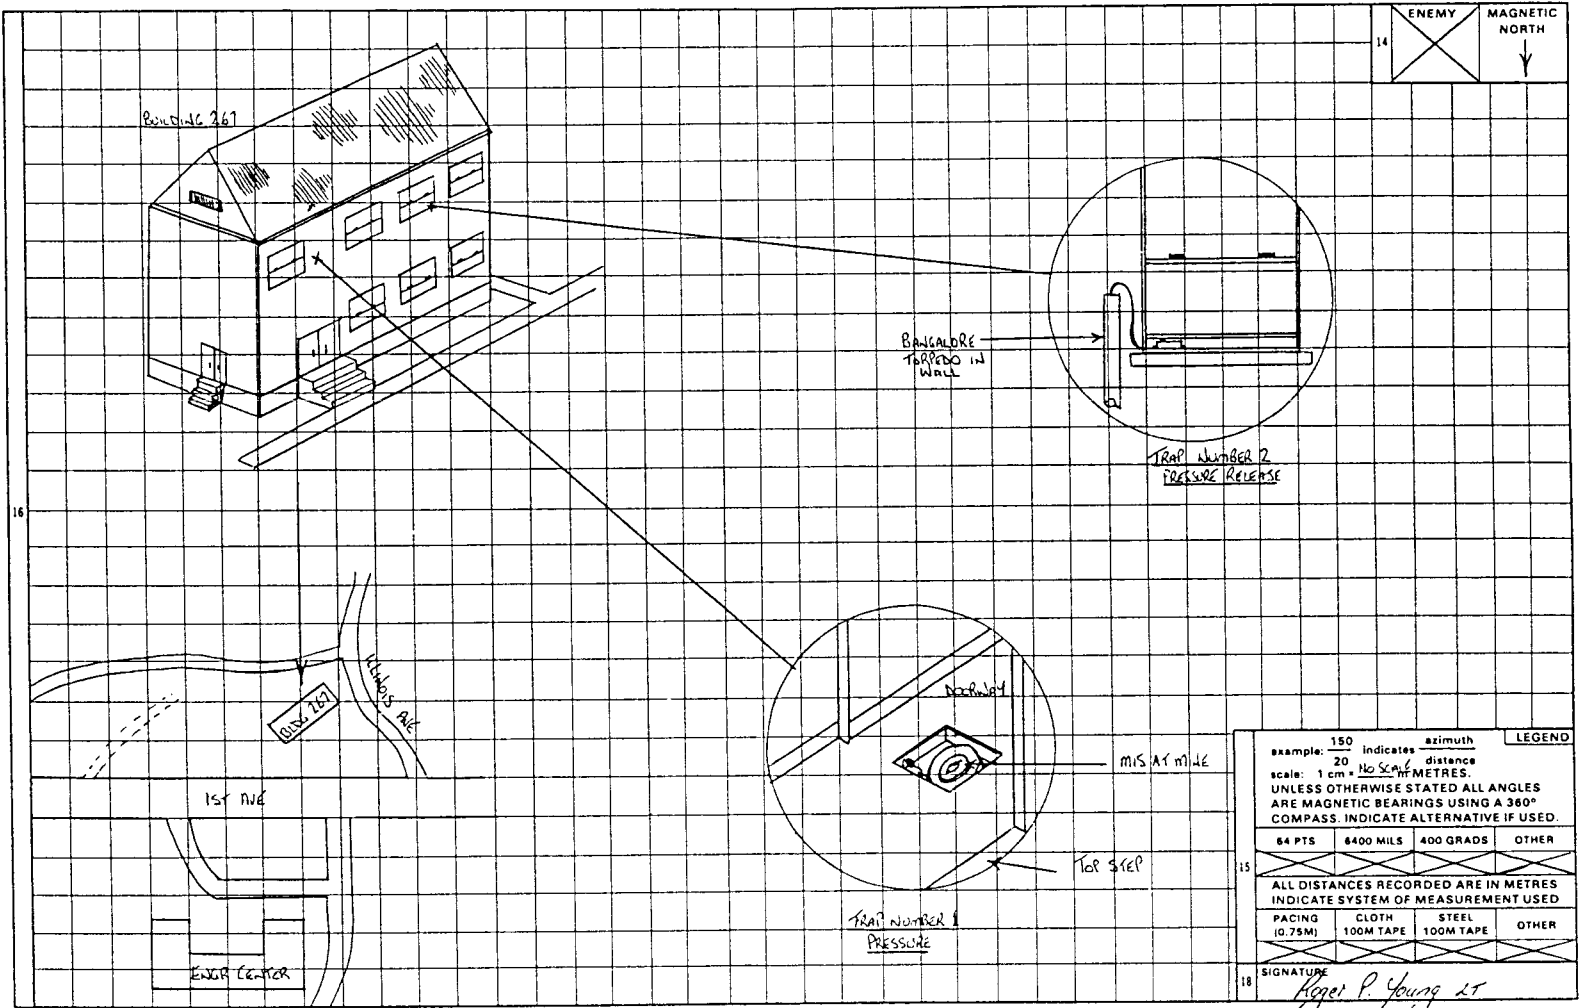 ENEMY
MAGNETIC
NORTH
14
BUILDING 267
BANGALORE
TORPEDO IN
WALL
TRAP NUMBER 2
PRESSURE RELEASE
16
ILLINOIS AVE
BLDG 267
1ST AVE
ENGR CENTER
DOORWAY
M15 AT MINE
TOP STEP
TRAP NUMBER 1
PRESSURE
LEGEND
example: 150 indicates azimuth
20 distance
scale: 1 cm = NO SCALE METRES.
UNLESS OTHERWISE STATED ALL ANGLES
ARE MAGNETIC BEARINGS USING A 360°
COMPASS. INDICATE ALTERNATIVE IF USED.
64 PTS 6400 MILS 400 GRADS OTHER
15
ALL DISTANCES RECORDED ARE IN METRES
INDICATE SYSTEM OF MEASUREMENT USED
PACING
(0.75M)
CLOTH
100M TAPE
STEEL
100M TAPE
OTHER
18
SIGNATURE
Roger P. Young LT